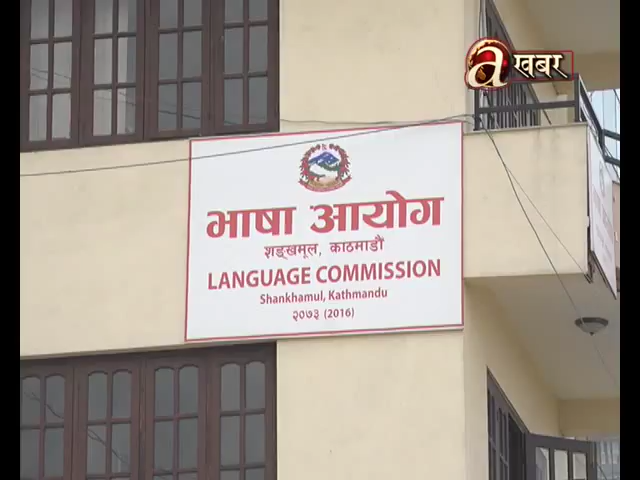 a खबर
भाषा आयोग
शङ्खमूल, काठमाडौं
LANGUAGE COMMISSION
Shankhamul, Kathmandu
२०७३ (2016)